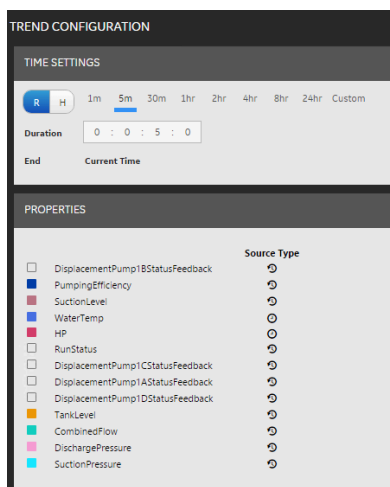 TREND CONFIGURATION
TIME SETTINGS
R H 1m 5m 30m 1hr 2hr 4hr 8hr 24hr Custom
Duration 0 : 0 : 5 : 0
End Current Time
PROPERTIES
Source Type
DisplacementPump1BStatusFeedback
PumpingEfficiency
SuctionLevel
WaterTemp
HP
RunStatus
DisplacementPump1CStatusFeedback
DisplacementPump1AStatusFeedback
DisplacementPump1DStatusFeedback
TankLevel
CombinedFlow
DischargePressure
SuctionPressure